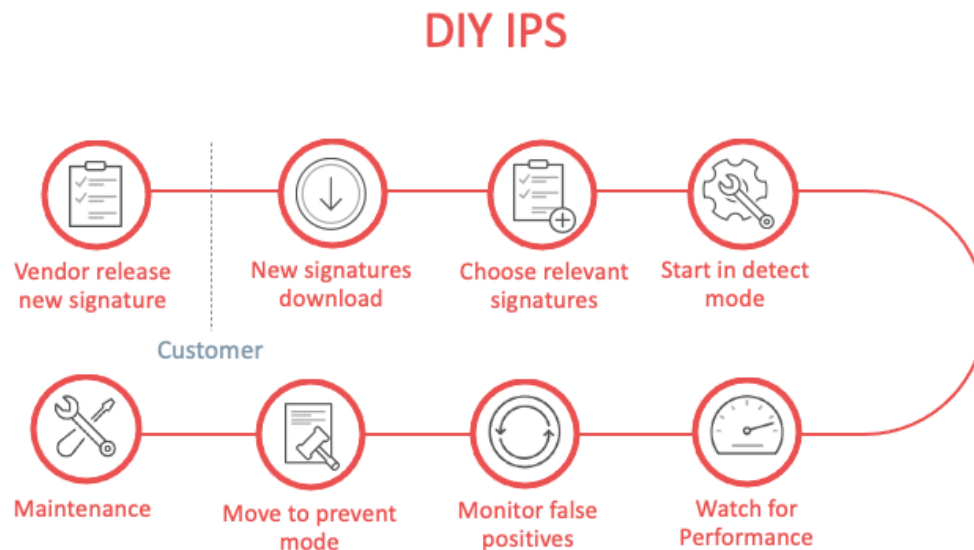 DIY IPS
Vendor release
new signature
New signatures
download
Choose relevant
signatures
Start in detect
mode
Customer
Maintenance
Move to prevent
mode
Monitor false
positives
Watch for
Performance